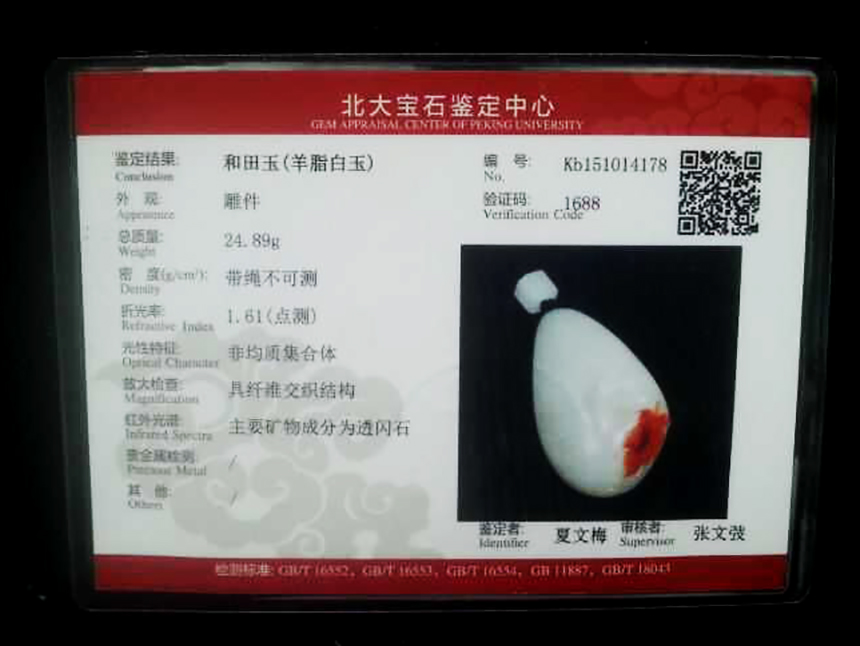 北大宝石鉴定中心
GEM APPRAISAL CENTER OF PEKING UNIVERSITY
鉴定结果: 和田玉(羊脂白玉)
Conclusion
外 观: 雕件
Appearance
总质量: 24.89g
Weight
密 度(g/cm³): 带绳不可测
Density
折光率: 1.61(点测)
Refractive Index
光性特征: 非均质集合体
Optical Character
放大检查: 具纤维交织结构
Magnification
红外光谱: 主要矿物成分为透闪石
Infrared Spectra
贵金属检测: /
Precious Metal
其 他: /
Others
编 号: Kb151014178
No.
验证码: 1688
Verification Code
鉴定者: 夏文梅 审核者: 张文弢
Identifier Supervisor
检测标准: GB/T 16552, GB/T 16553, GB/T 16554, GB 11887, GB/T 18043